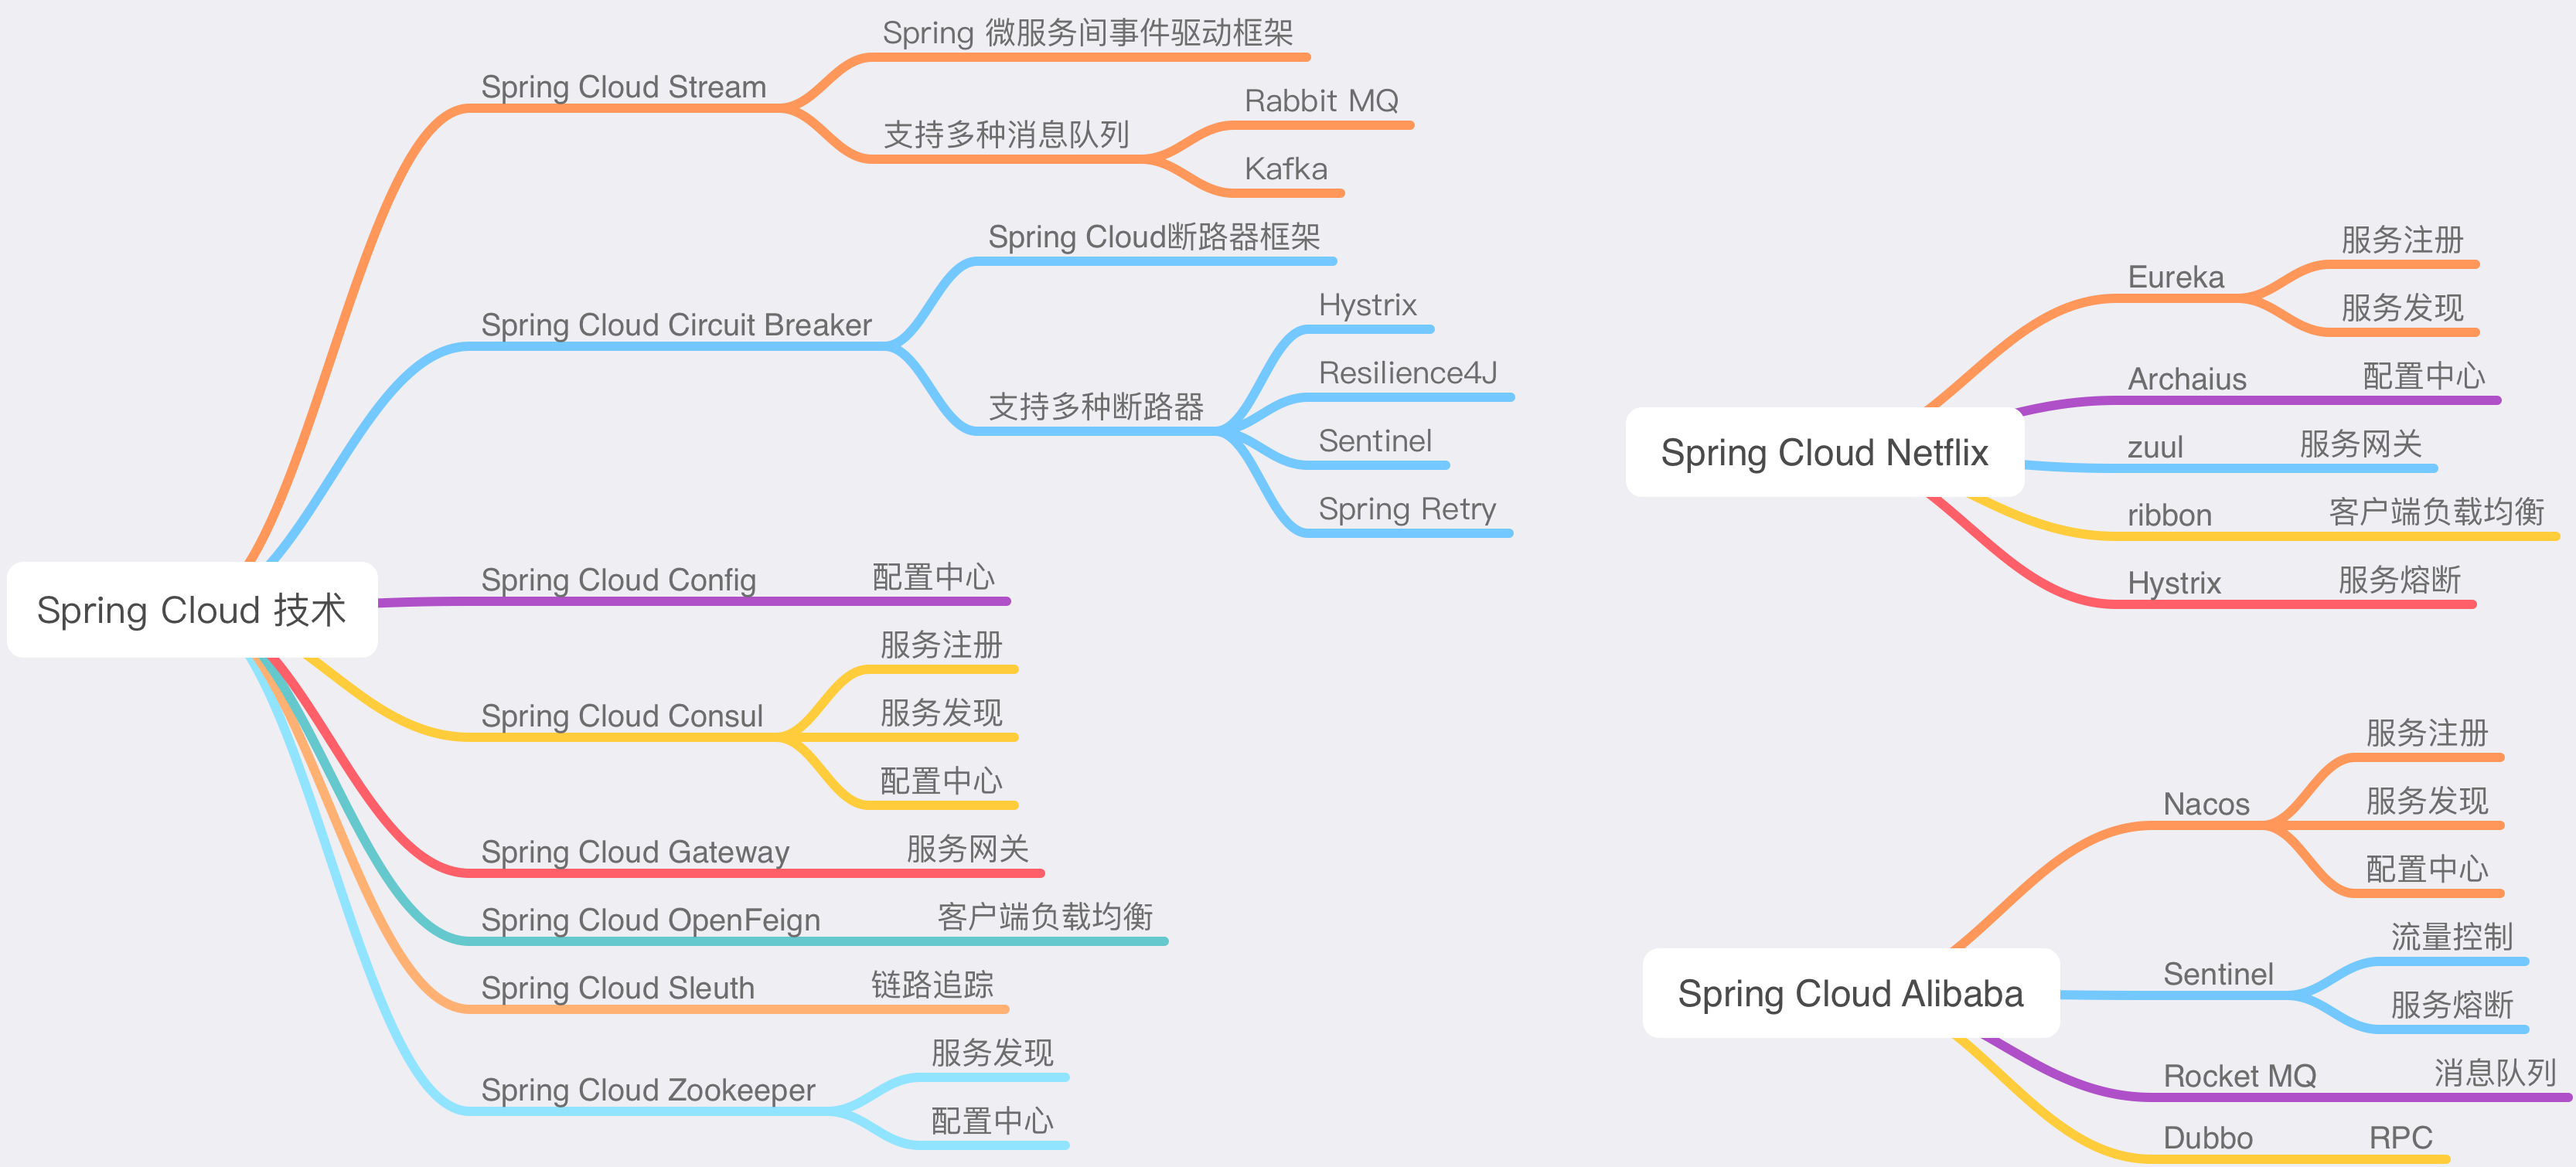 Spring Cloud 技术
Spring Cloud Stream
Spring 微服务间事件驱动框架
支持多种消息队列
Rabbit MQ
Kafka
Spring Cloud Circuit Breaker
Spring Cloud断路器框架
支持多种断路器
Hystrix
Resilience4J
Sentinel
Spring Retry
Spring Cloud Config
配置中心
Spring Cloud Consul
服务注册
服务发现
配置中心
Spring Cloud Gateway
服务网关
Spring Cloud OpenFeign
客户端负载均衡
Spring Cloud Sleuth
链路追踪
Spring Cloud Zookeeper
服务发现
配置中心
Spring Cloud Netflix
Eureka
服务注册
服务发现
Archaius
配置中心
zuul
服务网关
ribbon
客户端负载均衡
Hystrix
服务熔断
Spring Cloud Alibaba
Nacos
服务注册
服务发现
配置中心
Sentinel
流量控制
服务熔断
Rocket MQ
消息队列
Dubbo
RPC